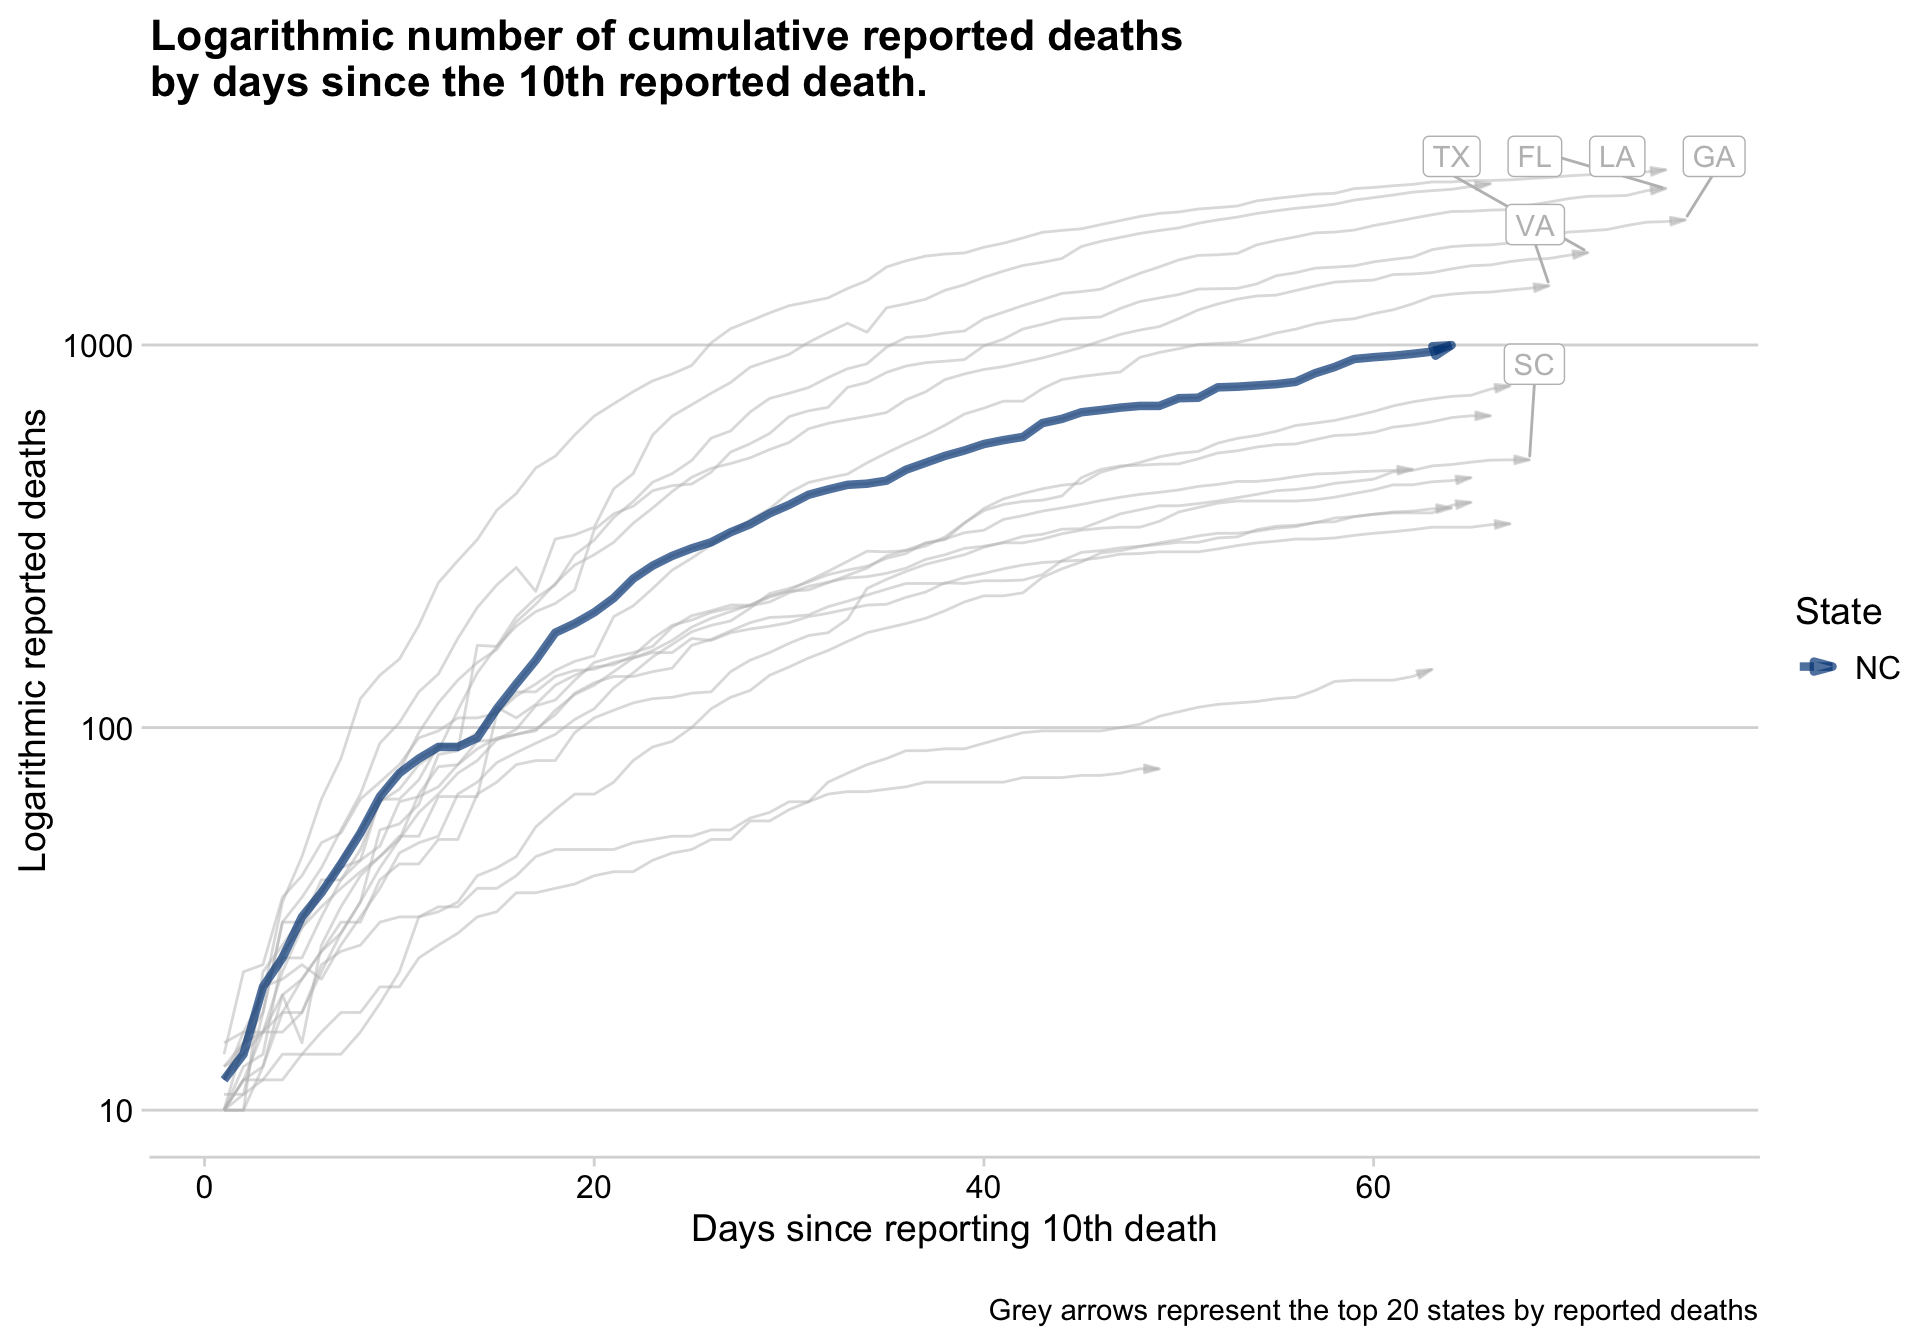 Logarithmic number of cumulative reported deaths
by days since the 10th reported death.
TX FL LA GA
VA
SC
1000
100
10
Logarithmic reported deaths
0 20 40 60
Days since reporting 10th death
State
NC
Grey arrows represent the top 20 states by reported deaths